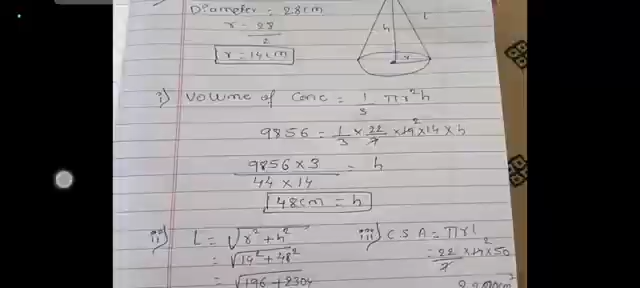 Diameter = 28cm
r = 28/2
r = 14cm
h
l
r
i) Volume of Cone = 1/3 πr²h
9856 = 1/3 × 22/7 × 14² × 14 × h
9856 × 3 / 44 × 14 = h
48cm = h
ii) L = √r² + h²
= √14² + 48²
= √196 + 2304
iii) C.S.A = πrl
= 22/7 × 14² × 50